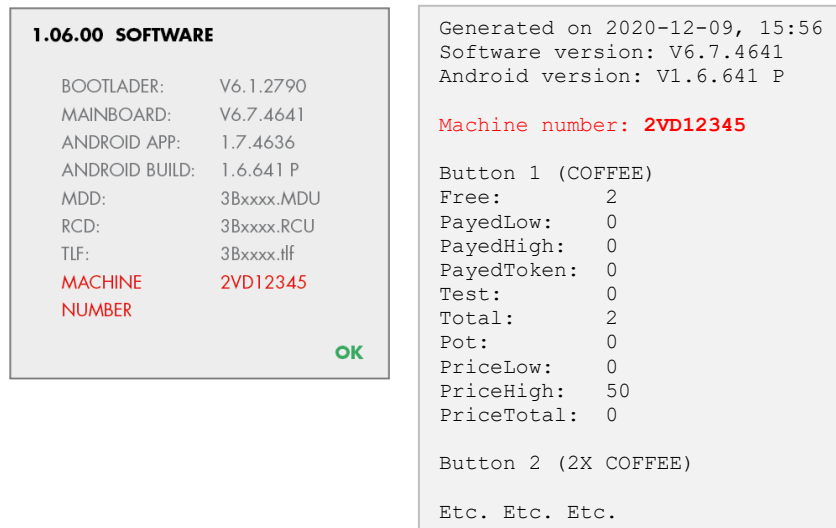 1.06.00 SOFTWARE
BOOTLADER: V6.1.2790
MAINBOARD: V6.7.4641
ANDROID APP: 1.7.4636
ANDROID BUILD: 1.6.641 P
MDD: 3Bxxxx.MDU
RCD: 3Bxxxx.RCU
TLF: 3Bxxxx.tlf
MACHINE 2VD12345
NUMBER
OK
Generated on 2020-12-09, 15:56
Software version: V6.7.4641
Android version: V1.6.641 P
Machine number: 2VD12345
Button 1 (COFFEE)
Free: 2
PayedLow: 0
PayedHigh: 0
PayedToken: 0
Test: 0
Total: 2
Pot: 0
PriceLow: 0
PriceHigh: 50
PriceTotal: 0
Button 2 (2X COFFEE)
Etc. Etc. Etc.